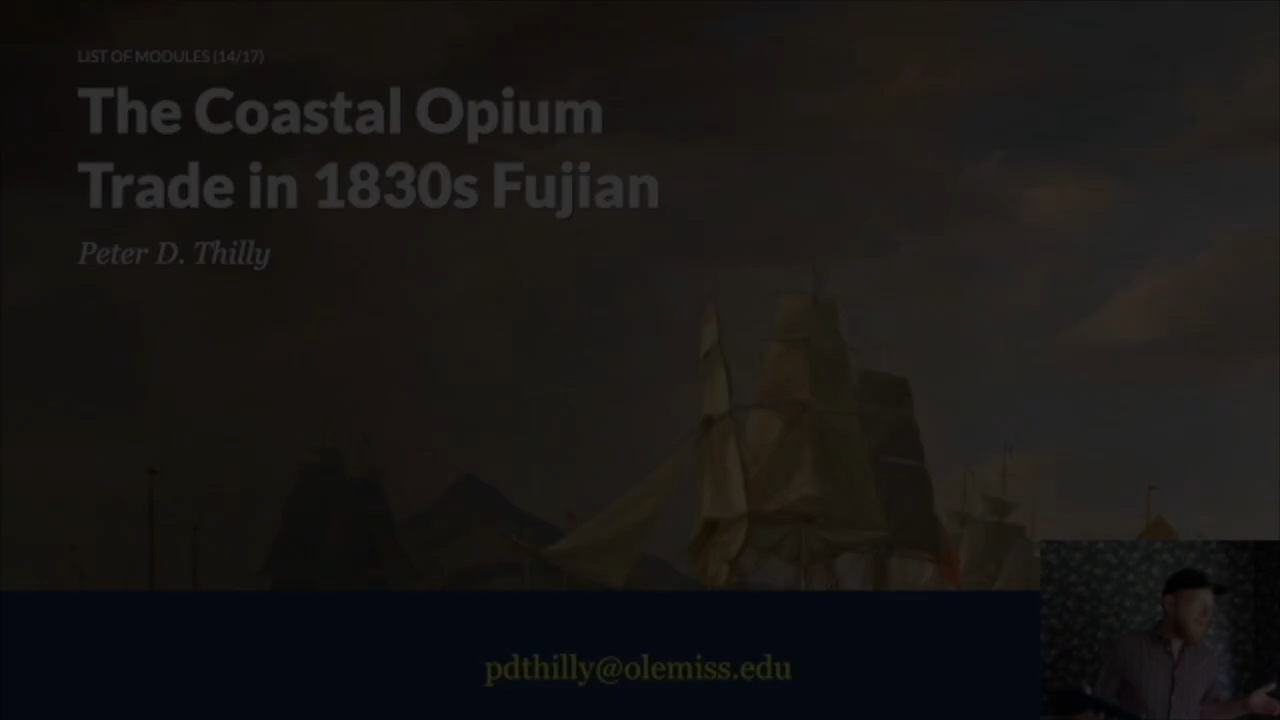 LIST OF MODULES (14/17)
The Coastal Opium
Trade in 1830s Fujian
Peter D. Thilly
pdthilly@olemiss.edu